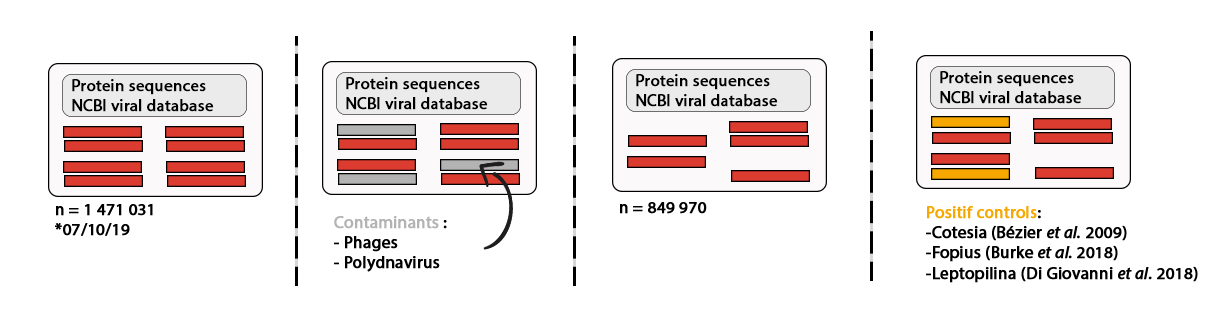 Protein sequences
NCBI viral database
n = 1 471 031
*07/10/19
Protein sequences
NCBI viral database
Contaminants :
- Phages
- Polydnavirus
Protein sequences
NCBI viral database
n = 849 970
Protein sequences
NCBI viral database
Positif controls:
-Cotesia (Bézier et al. 2009)
-Fopius (Burke et al. 2018)
-Leptopilina (Di Giovanni et al. 2018)